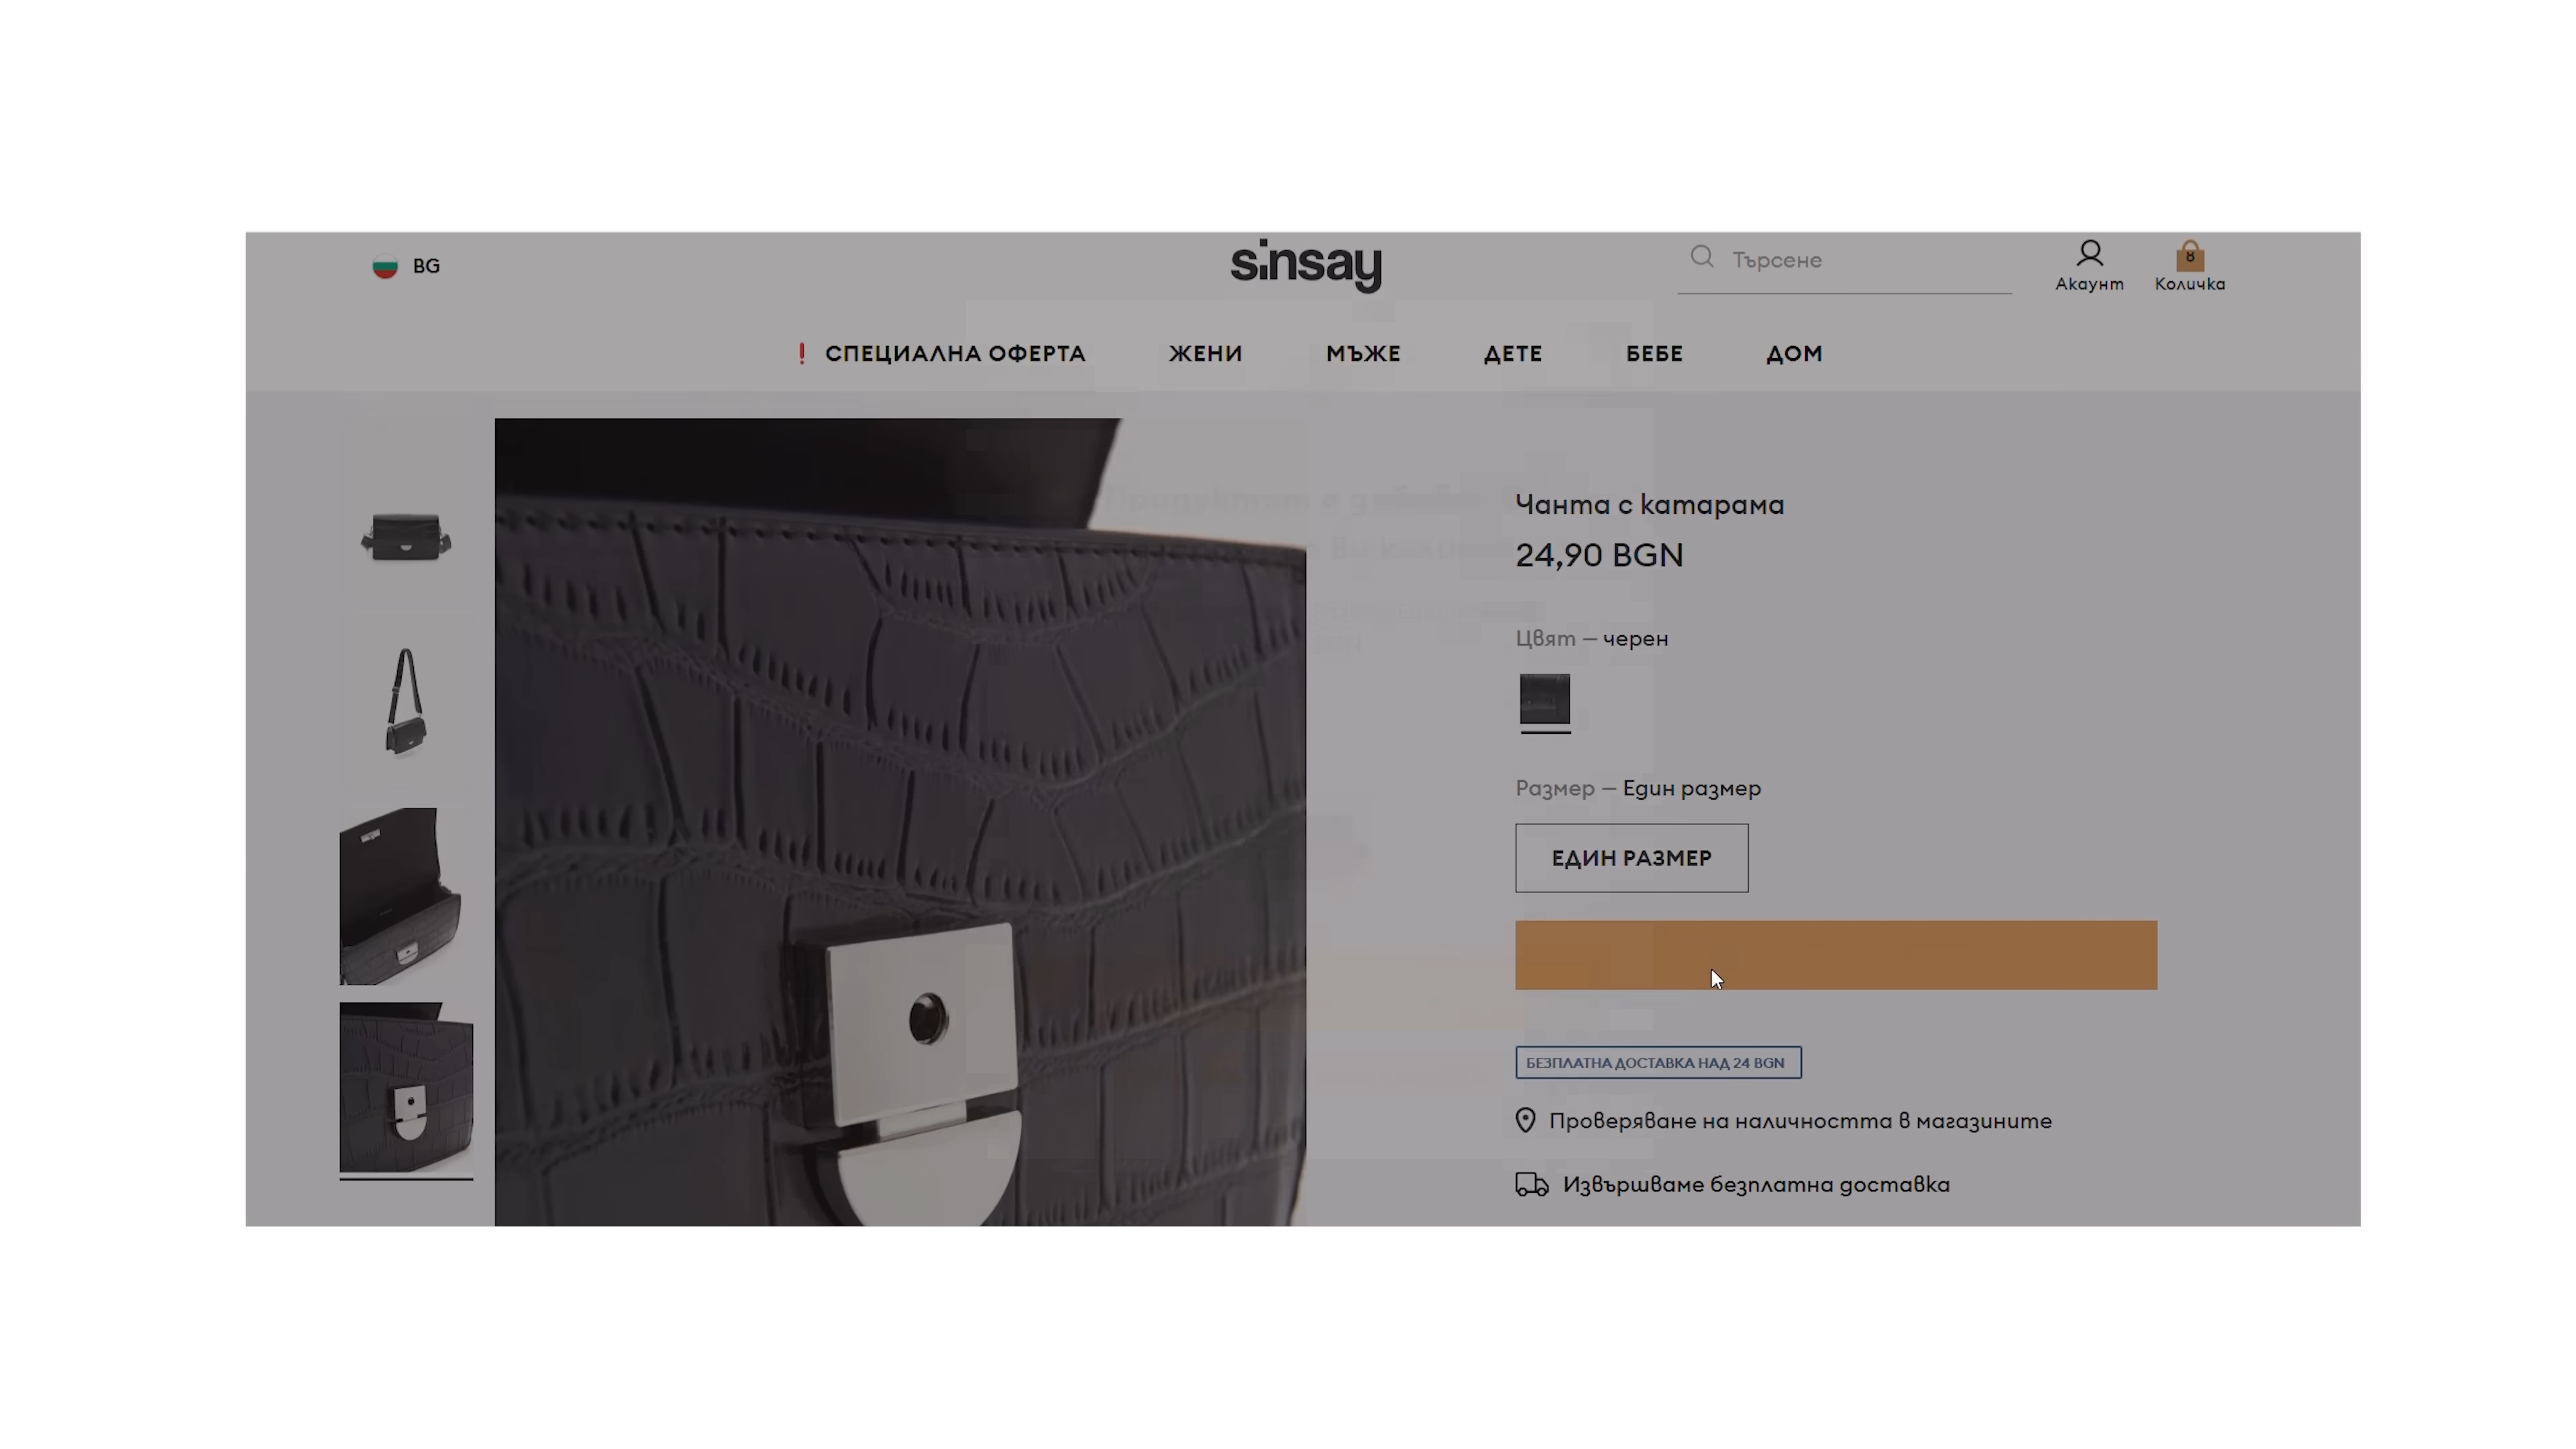 BG
sinsay
Търсене
Акаунт
8
Количка
❗ СПЕЦИАЛНА ОФЕРТА
ЖЕНИ
МЪЖЕ
ДЕТЕ
БЕБЕ
ДОМ
Чанта с катарама
24,90 BGN
Цвят — черен
Размер — Един размер
ЕДИН РАЗМЕР
БЕЗПЛАТНА ДОСТАВКА НАД 24 BGN
Проверяване на наличността в магазините
Извършваме безплатна доставка